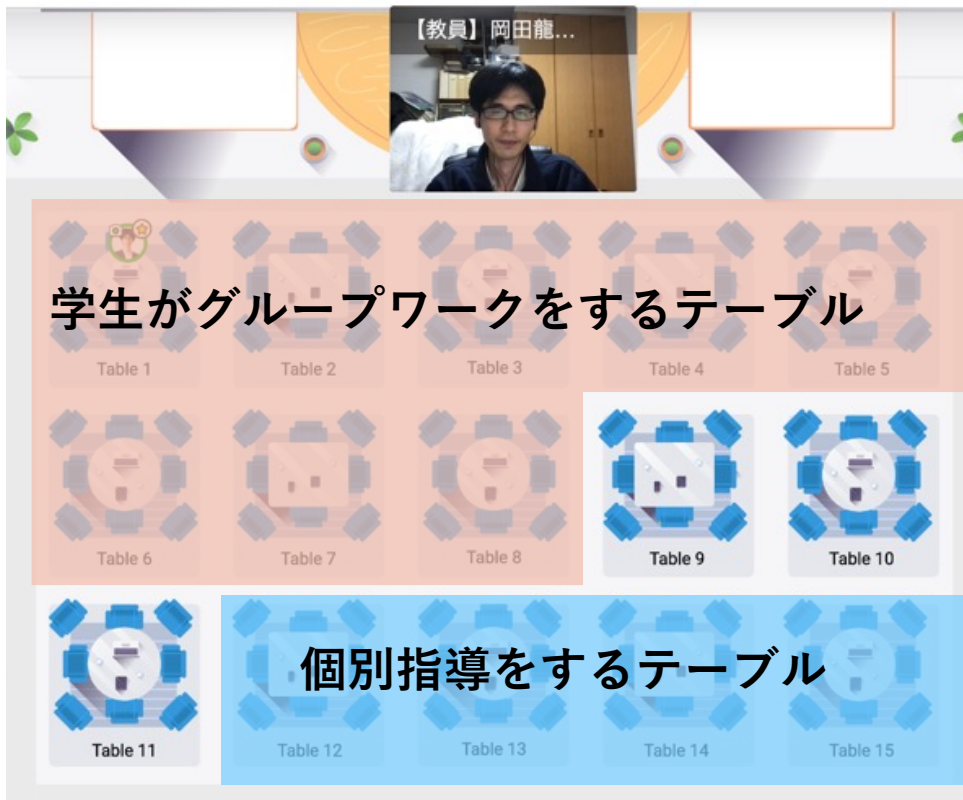 【教員】岡田龍...
学生がグループワークをするテーブル
Table 1
Table 2
Table 3
Table 4
Table 5
Table 6
Table 7
Table 8
Table 9
Table 10
個別指導をするテーブル
Table 11
Table 12
Table 13
Table 14
Table 15